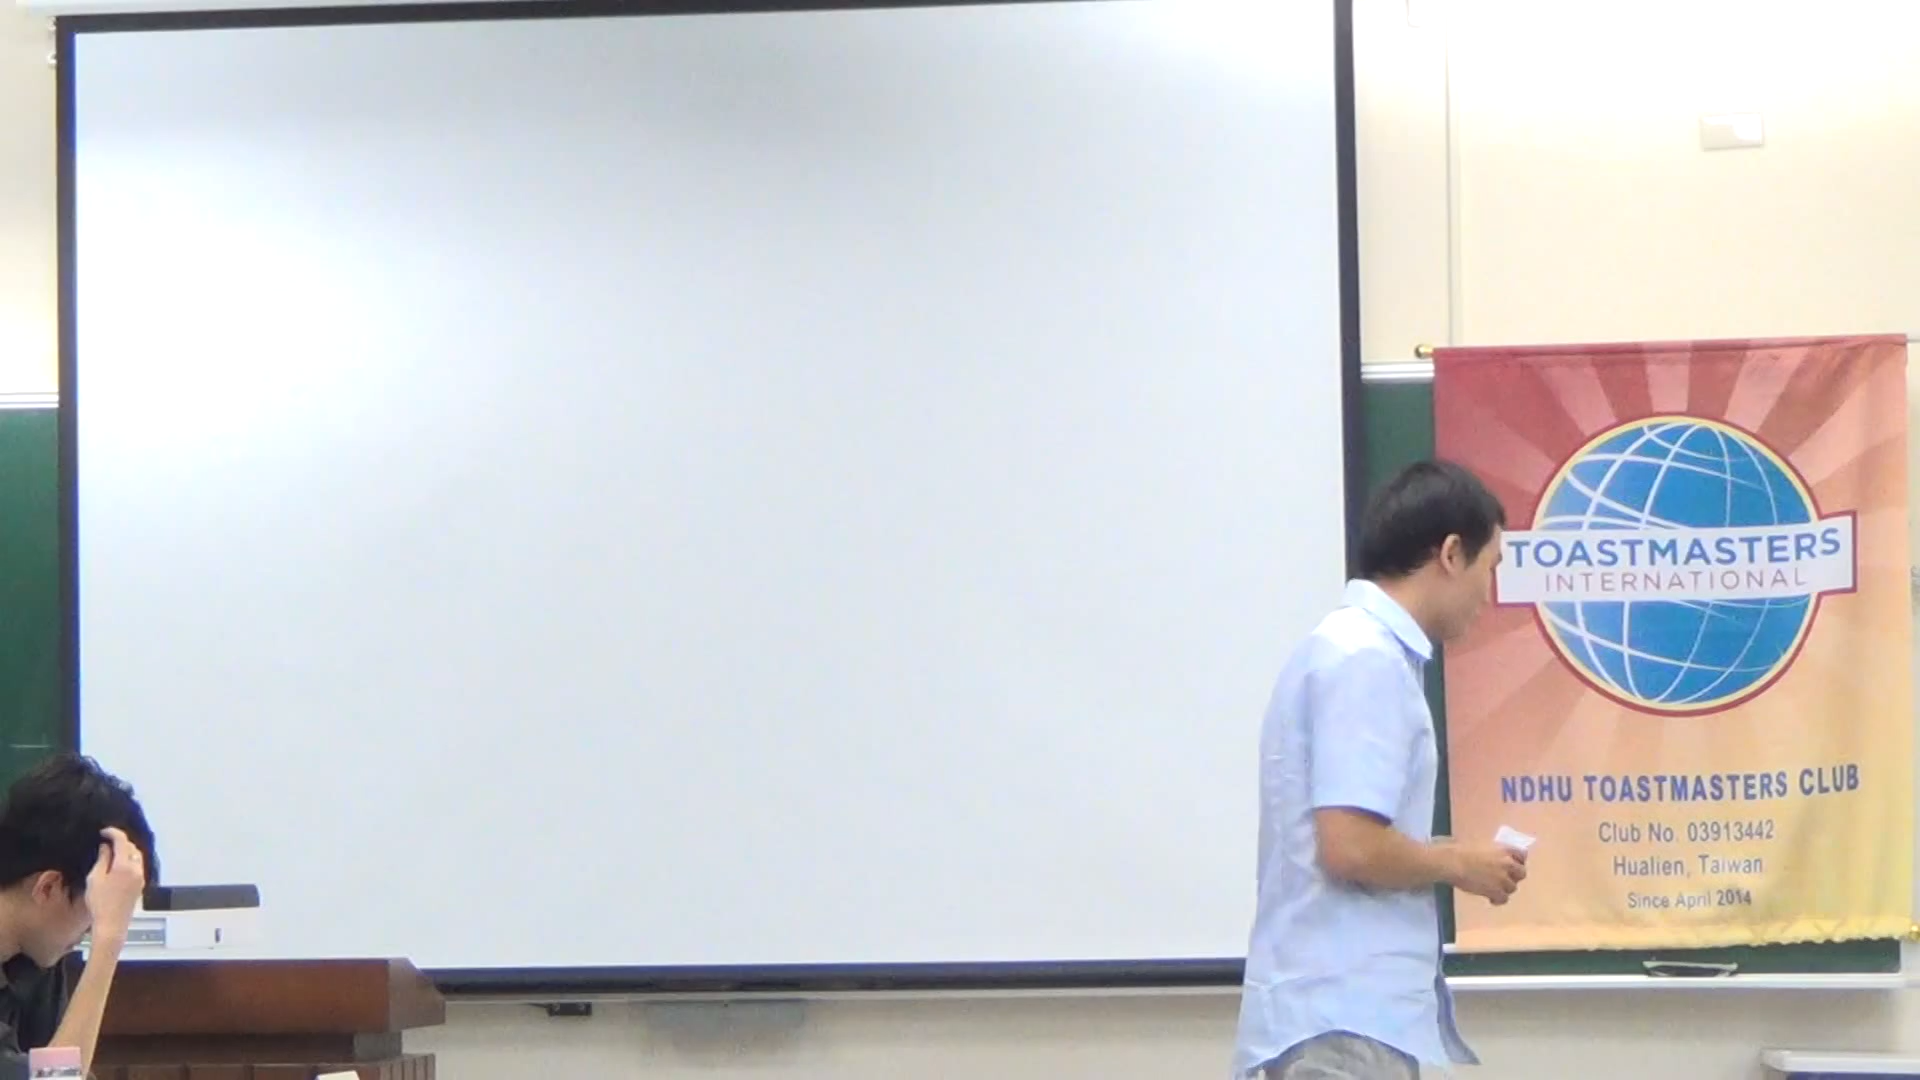 TOASTMASTERS
INTERNATIONAL
NDHU TOASTMASTERS CLUB
Club No. 03913442
Hualien, Taiwan
Since April 2014